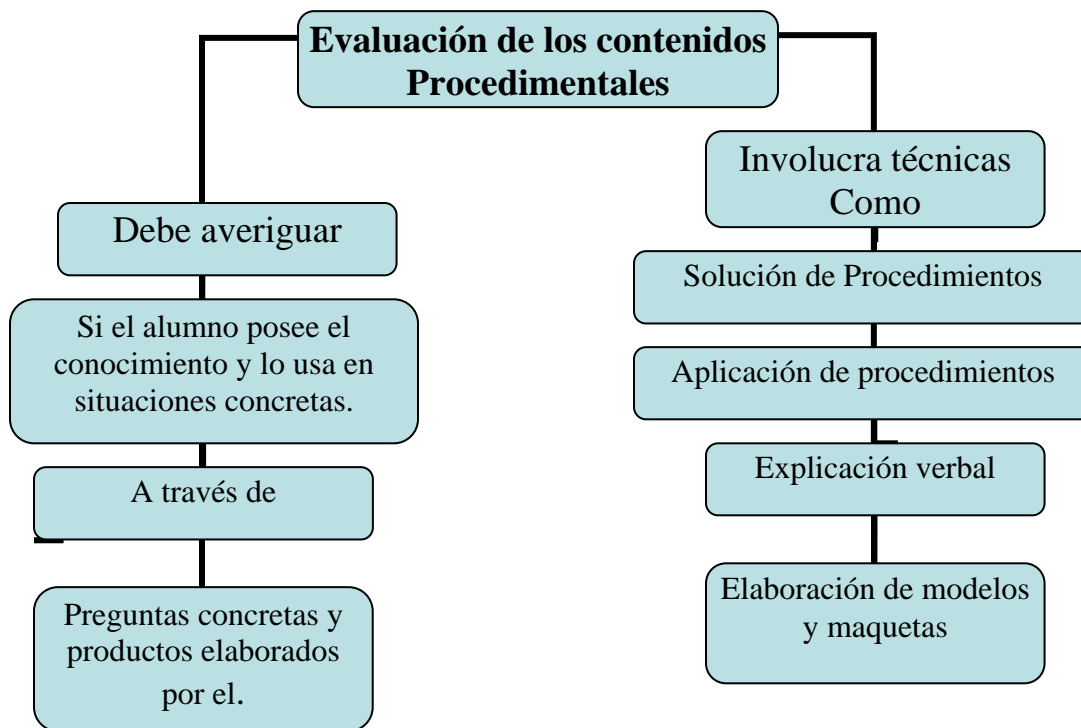 Evaluación de los contenidos
Procedimentales
Debe averiguar
Si el alumno posee el
conocimiento y lo usa en
situaciones concretas.
A través de
Preguntas concretas y
productos elaborados
por el.
Involucra técnicas
Como
Solución de Procedimientos
Aplicación de procedimientos
Explicación verbal
Elaboración de modelos
y maquetas